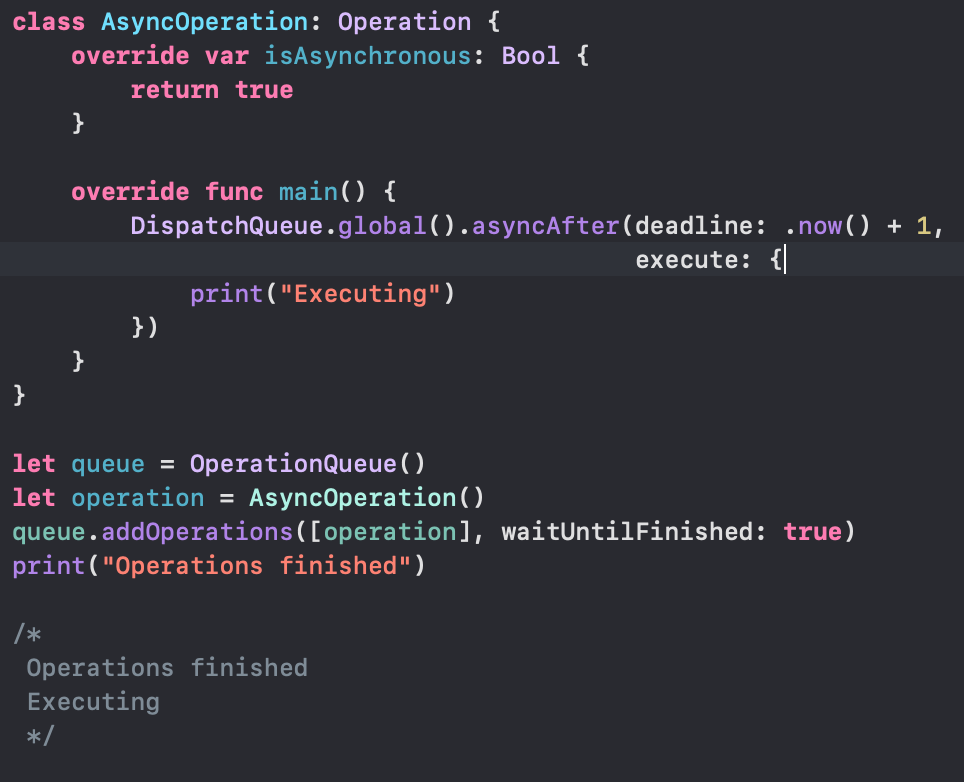 class AsyncOperation: Operation {
    override var isAsynchronous: Bool {
        return true
    }

    override func main() {
        DispatchQueue.global().asyncAfter(deadline: .now() + 1,
                                          execute: {
            print("Executing")
        })
    }
}

let queue = OperationQueue()
let operation = AsyncOperation()
queue.addOperations([operation], waitUntilFinished: true)
print("Operations finished")

/*
 Operations finished
 Executing
 */